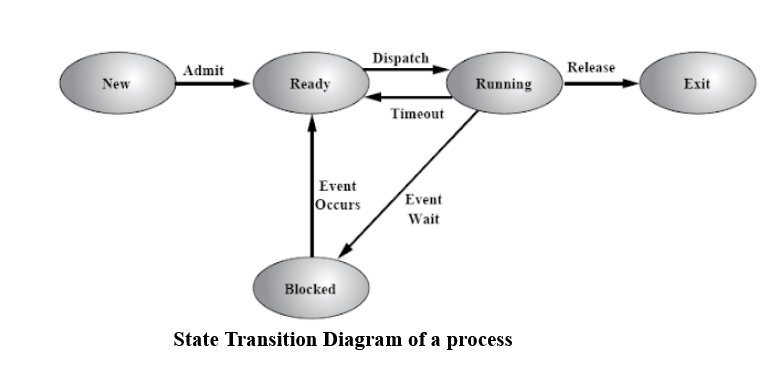 New
Admit
Ready
Dispatch
Timeout
Running
Release
Exit
Event
Occurs
Event
Wait
Blocked
State Transition Diagram of a process